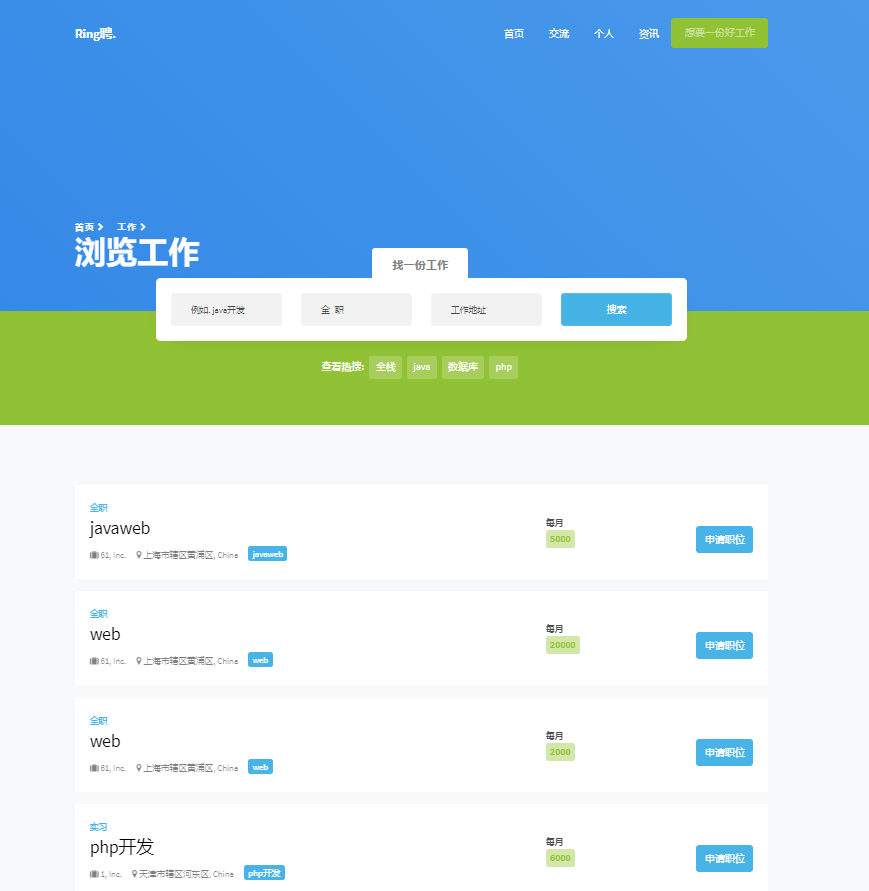 Ring聘.
首页 交流 个人 资讯 想要一份好工作
首页 工作
浏览工作
找一份工作
例如. java开发 全 职 工作地址 搜索
查看热搜: 全栈 java 数据库 php
全职
javaweb
61, Inc. 上海市辖区黄浦区, China javaweb
每月
5000
申请职位
全职
web
61, Inc. 上海市辖区黄浦区, China web
每月
20000
申请职位
全职
web
61, Inc. 上海市辖区黄浦区, China web
每月
2000
申请职位
实习
php开发
1, Inc. 天津市辖区河东区, China php开发
每月
6000
申请职位